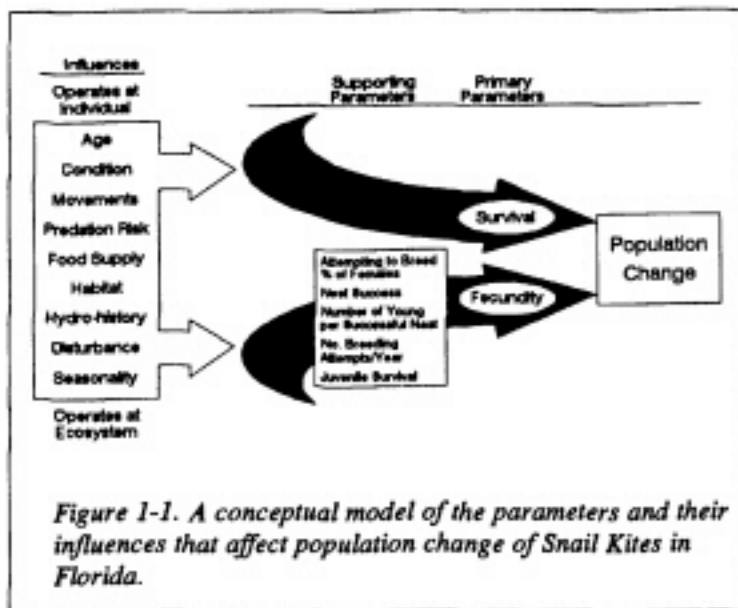 Influences
Operates at
Individual
Age
Condition
Movements
Predation Risk
Food Supply
Habitat
Hydro-history
Disturbance
Seasonality
Operates at
Ecosystem
Supporting
Parameters
Primary
Parameters
Survival
Attempting to Breed
% of Females
Nest Success
Number of Young
per Successful Nest
No. Breeding
Attempts/Year
Juvenile Survival
Fecundity
Population
Change
Figure 1-1. A conceptual model of the parameters and their
influences that affect population change of Snail Kites in
Florida.